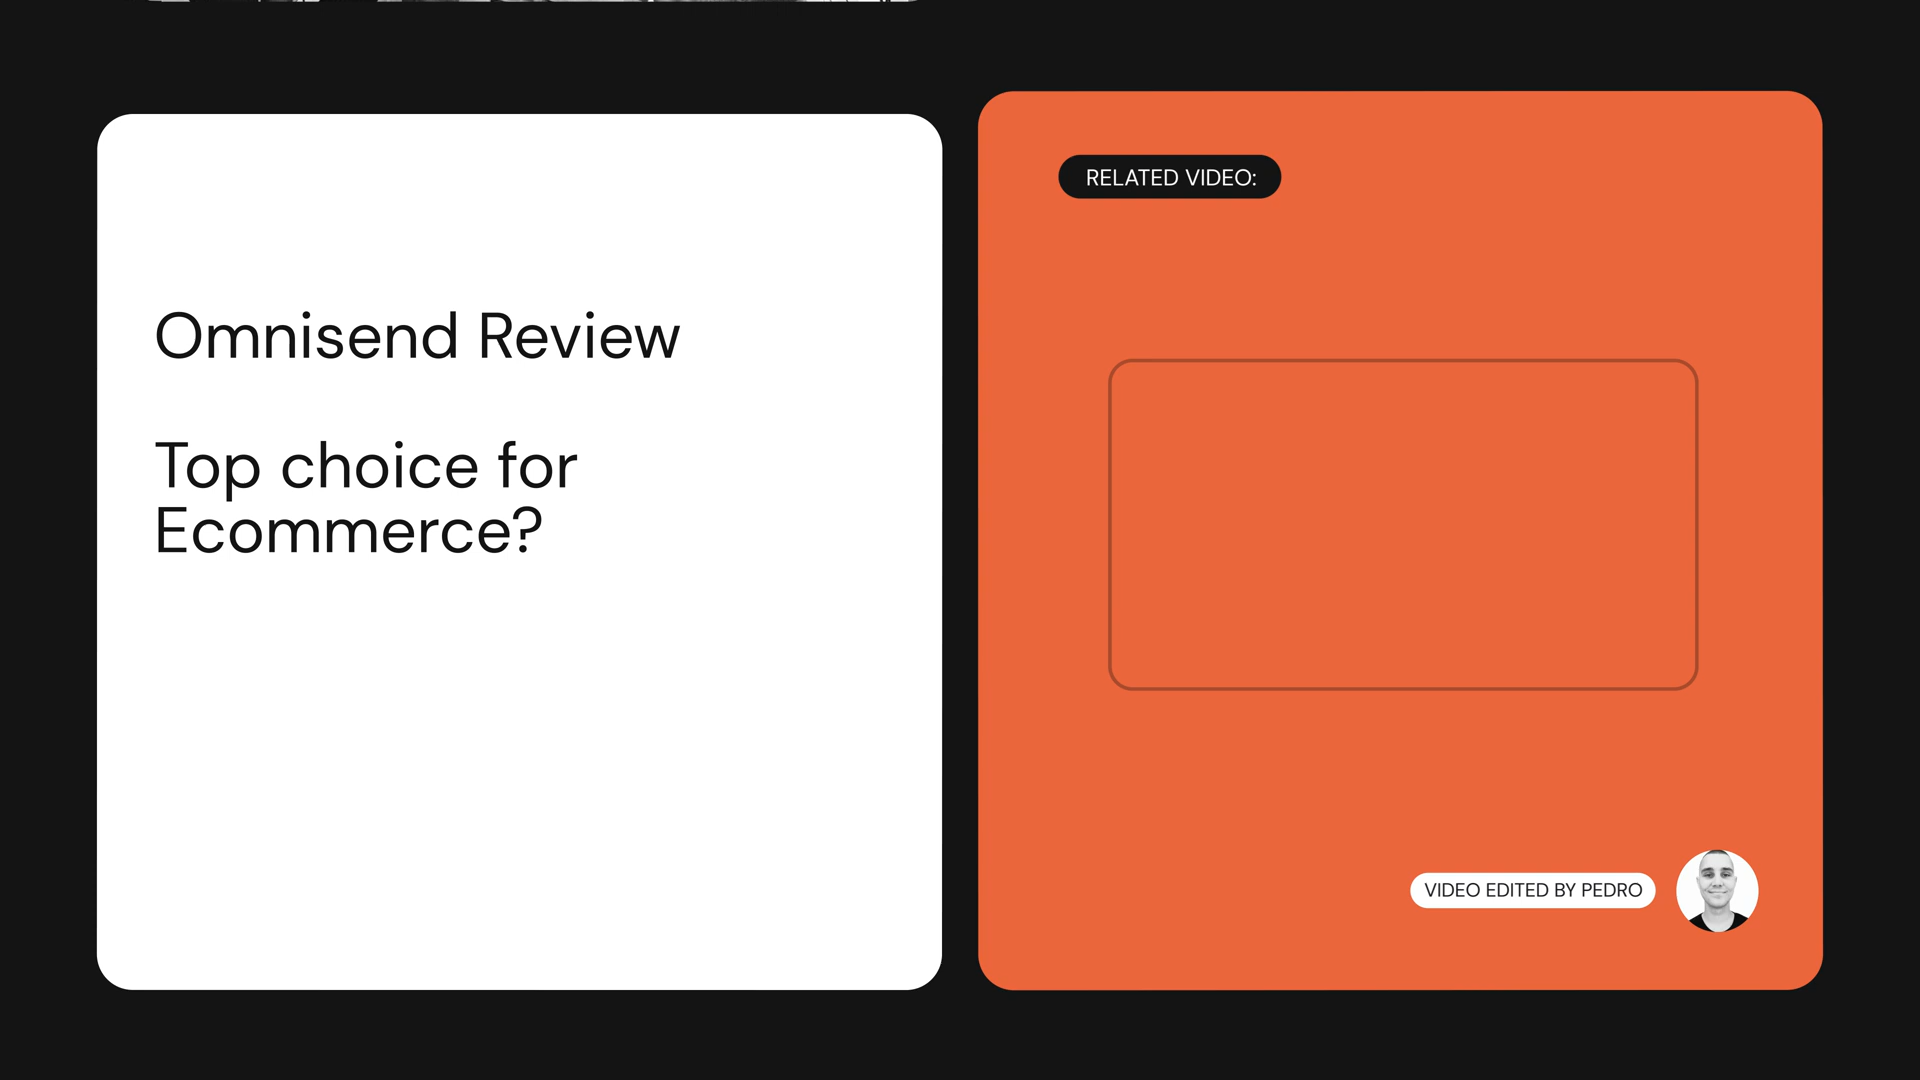 Omnisend Review
Top choice for
Ecommerce?
RELATED VIDEO:
VIDEO EDITED BY PEDRO